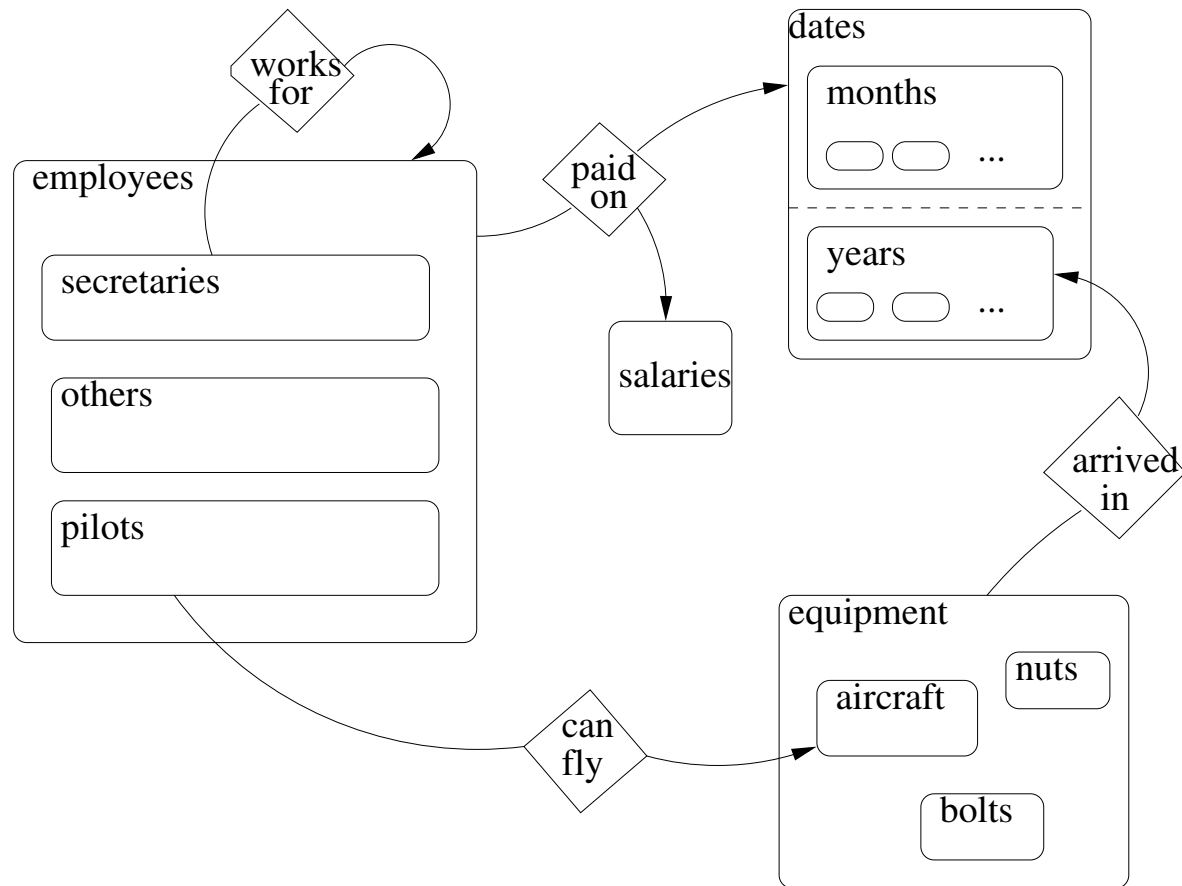 works
for
employees
secretaries
others
pilots
paid
on
salaries
dates
months
...
years
...
arrived
in
can
fly
equipment
aircraft
nuts
bolts